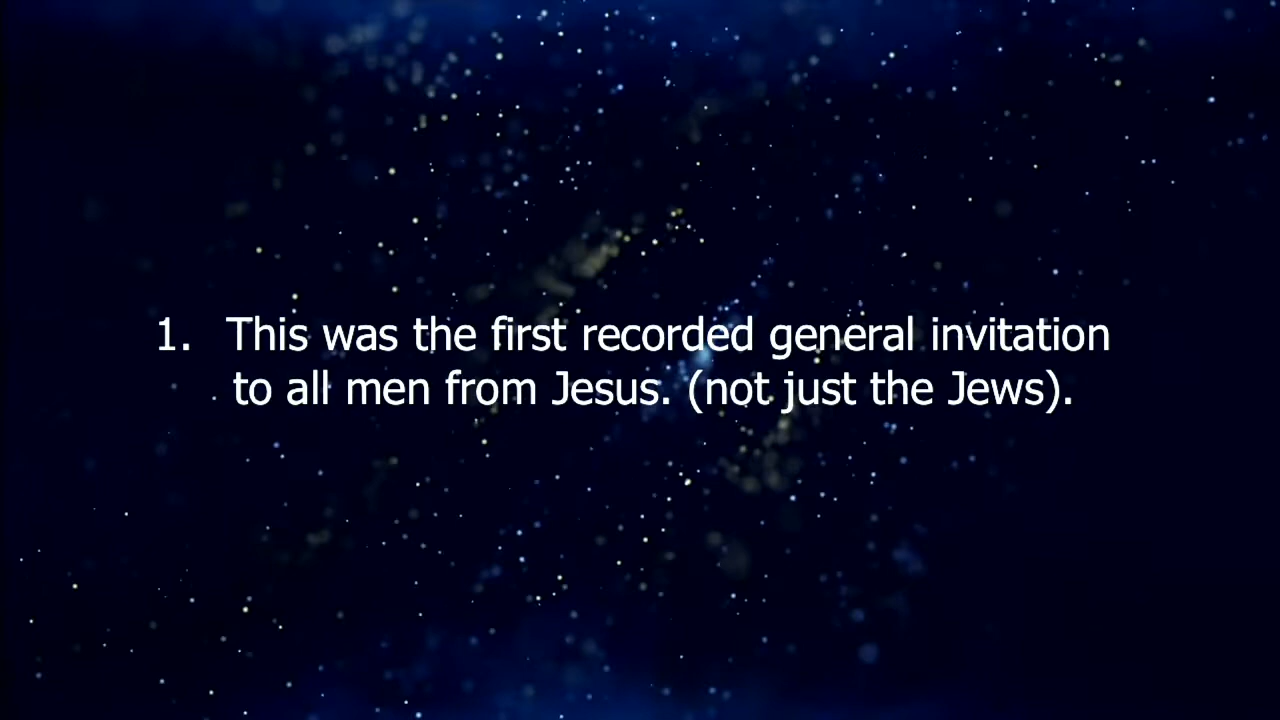 1. This was the first recorded general invitation
to all men from Jesus. (not just the Jews).